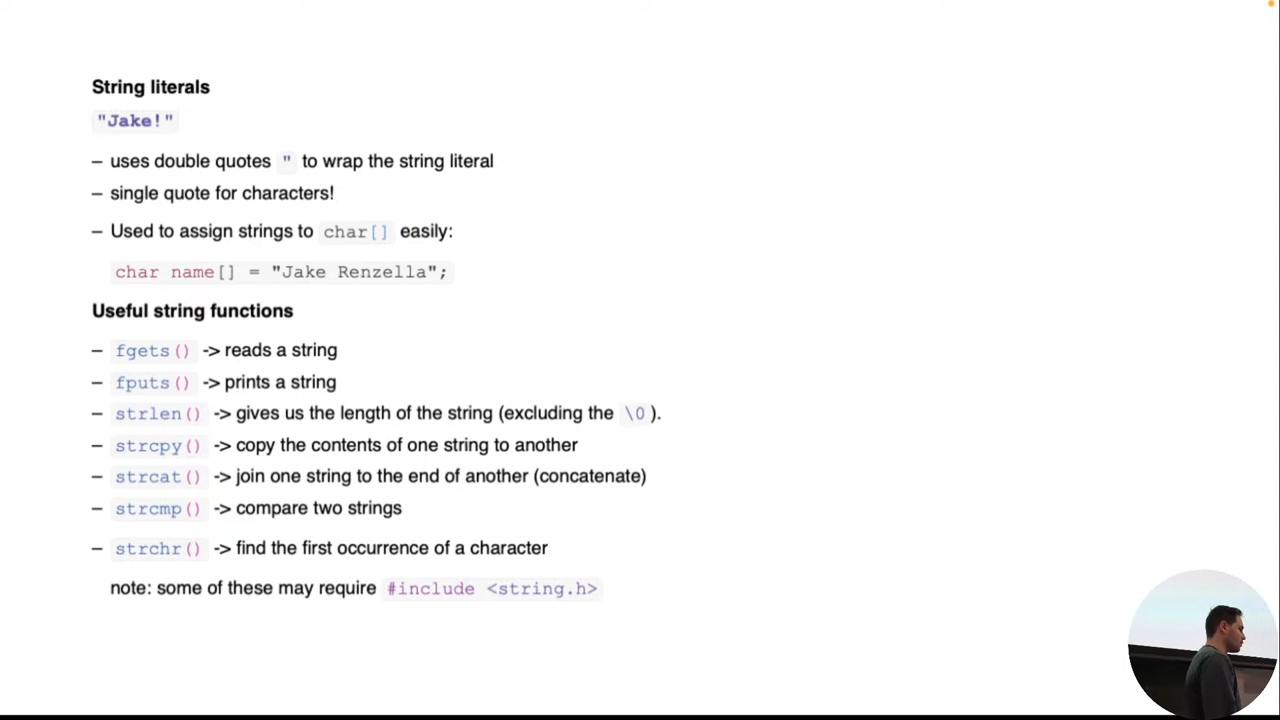 String literals
"Jake!"
– uses double quotes " to wrap the string literal
– single quote for characters!
– Used to assign strings to char[] easily:
char name[] = "Jake Renzella";
Useful string functions
– fgets() -> reads a string
– fputs() -> prints a string
– strlen() -> gives us the length of the string (excluding the \0 ).
– strcpy() -> copy the contents of one string to another
– strcat() -> join one string to the end of another (concatenate)
– strcmp() -> compare two strings
– strchr() -> find the first occurrence of a character
note: some of these may require #include <string.h>